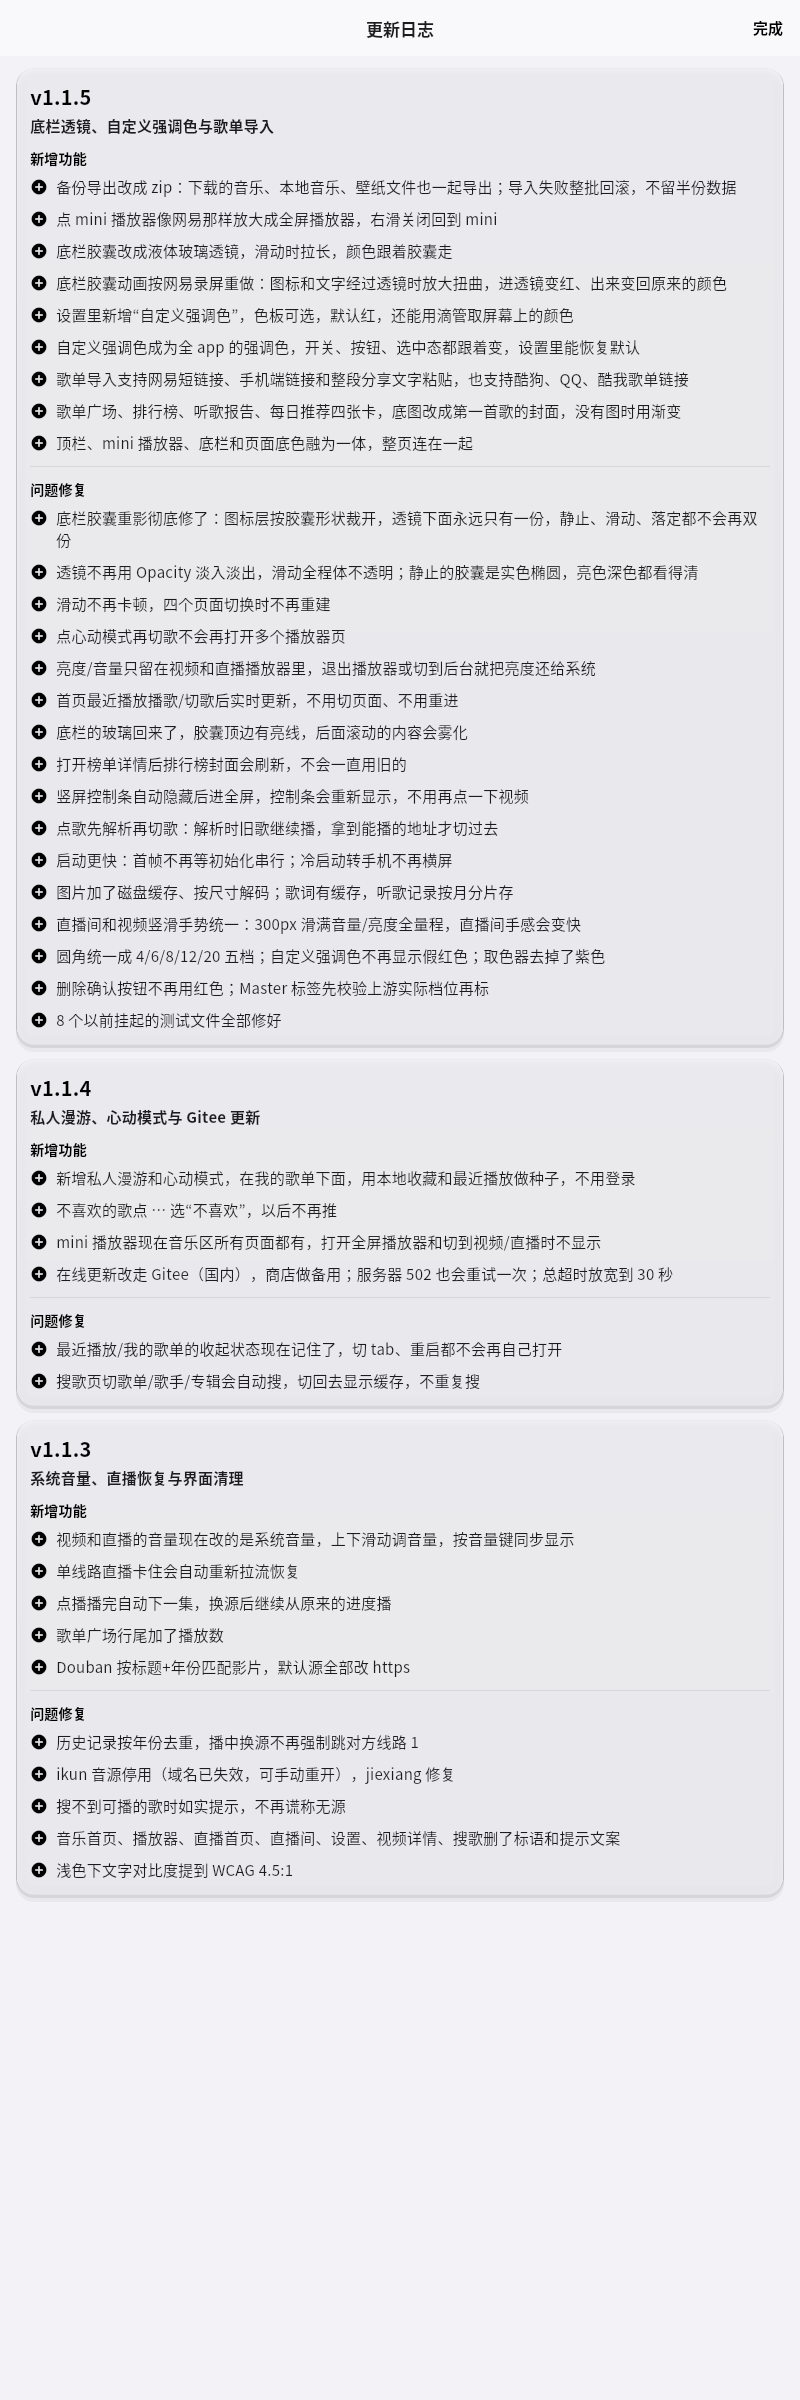 更新日志
完成
v1.1.5
底栏透镜、自定义强调色与歌单导入
新增功能
备份导出改成 zip：下载的音乐、本地音乐、壁纸文件也一起导出；导入失败整批回滚，不留半份数据
点 mini 播放器像网易那样放大成全屏播放器，右滑关闭回到 mini
底栏胶囊改成液体玻璃透镜，滑动时拉长，颜色跟着胶囊走
底栏胶囊动画按网易录屏重做：图标和文字经过透镜时放大扭曲，进透镜变红、出来变回原来的颜色
设置里新增“自定义强调色”，色板可选，默认红，还能用滴管取屏幕上的颜色
自定义强调色成为全 app 的强调色，开关、按钮、选中态都跟着变，设置里能恢复默认
歌单导入支持网易短链接、手机端链接和整段分享文字粘贴，也支持酷狗、QQ、酷我歌单链接
歌单广场、排行榜、听歌报告、每日推荐四张卡，底图改成第一首歌的封面，没有图时用渐变
顶栏、mini 播放器、底栏和页面底色融为一体，整页连在一起
问题修复
底栏胶囊重影彻底修了：图标层按胶囊形状裁开，透镜下面永远只有一份，静止、滑动、落定都不会再双
份
透镜不再用 Opacity 淡入淡出，滑动全程体不透明；静止的胶囊是实色椭圆，亮色深色都看得清
滑动不再卡顿，四个页面切换时不再重建
点心动模式再切歌不会再打开多个播放器页
亮度/音量只留在视频和直播播放器里，退出播放器或切到后台就把亮度还给系统
首页最近播放播歌/切歌后实时更新，不用切页面、不用重进
底栏的玻璃回来了，胶囊顶边有亮线，后面滚动的内容会雾化
打开榜单详情后排行榜封面会刷新，不会一直用旧的
竖屏控制条自动隐藏后进全屏，控制条会重新显示，不用再点一下视频
点歌先解析再切歌：解析时旧歌继续播，拿到能播的地址才切过去
启动更快：首帧不再等初始化串行；冷启动转手机不再横屏
图片加了磁盘缓存、按尺寸解码；歌词有缓存，听歌记录按月分片存
直播间和视频竖滑手势统一：300px 滑满音量/亮度全量程，直播间手感会变快
圆角统一成 4/6/8/12/20 五档；自定义强调色不再显示假红色；取色器去掉了紫色
删除确认按钮不再用红色；Master 标签先校验上游实际档位再标
8 个以前挂起的测试文件全部修好
v1.1.4
私人漫游、心动模式与 Gitee 更新
新增功能
新增私人漫游和心动模式，在我的歌单下面，用本地收藏和最近播放做种子，不用登录
不喜欢的歌点 … 选“不喜欢”，以后不再推
mini 播放器现在音乐区所有页面都有，打开全屏播放器和切到视频/直播时不显示
在线更新改走 Gitee（国内），商店做备用；服务器 502 也会重试一次；总超时放宽到 30 秒
问题修复
最近播放/我的歌单的收起状态现在记住了，切 tab、重启都不会再自己打开
搜歌页切歌单/歌手/专辑会自动搜，切回去显示缓存，不重复搜
v1.1.3
系统音量、直播恢复与界面清理
新增功能
视频和直播的音量现在改的是系统音量，上下滑动调音量，按音量键同步显示
单线路直播卡住会自动重新拉流恢复
点播播完自动下一集，换源后继续从原来的进度播
歌单广场行尾加了播放数
Douban 按标题+年份匹配影片，默认源全部改 https
问题修复
历史记录按年份去重，播中换源不再强制跳对方线路 1
ikun 音源停用（域名已失效，可手动重开），jiexiang 修复
搜不到可播的歌时如实提示，不再谎称无源
音乐首页、播放器、直播首页、直播间、设置、视频详情、搜歌删了标语和提示文案
浅色下文字对比度提到 WCAG 4.5:1